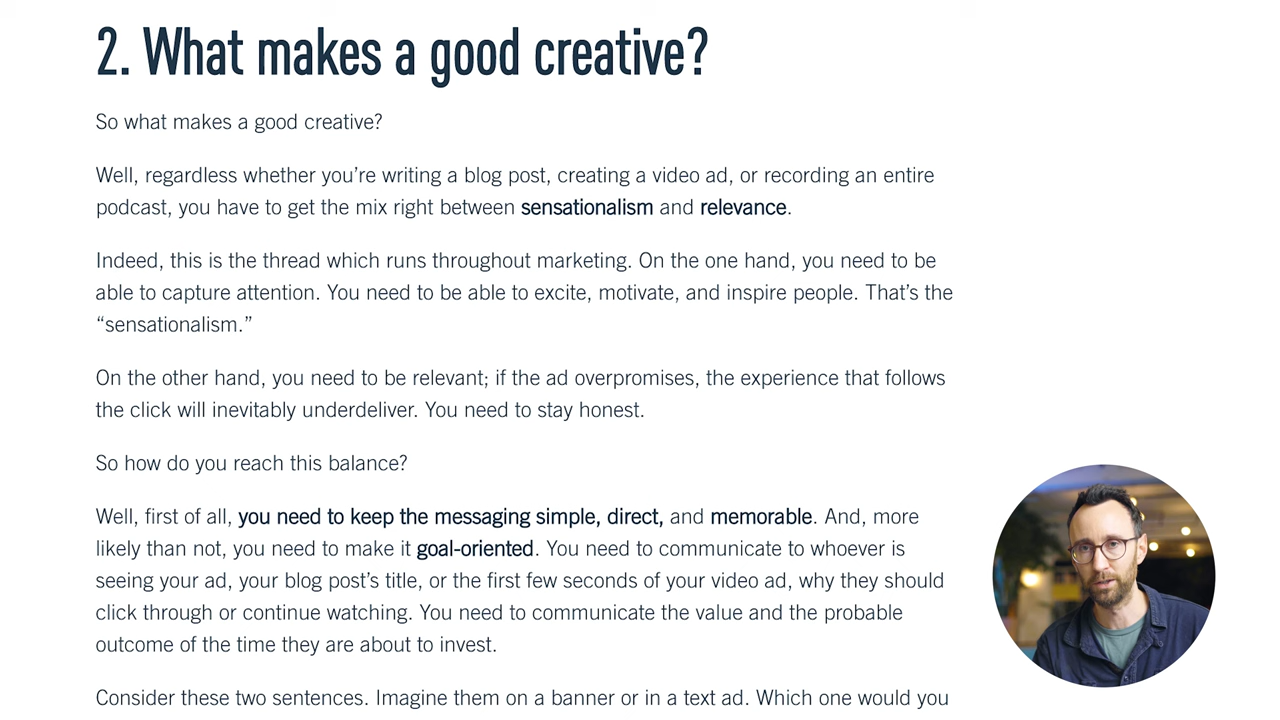 2. What makes a good creative?
So what makes a good creative?
Well, regardless whether you’re writing a blog post, creating a video ad, or recording an entire
podcast, you have to get the mix right between sensationalism and relevance.
Indeed, this is the thread which runs throughout marketing. On the one hand, you need to be
able to capture attention. You need to be able to excite, motivate, and inspire people. That’s the
“sensationalism.”
On the other hand, you need to be relevant; if the ad overpromises, the experience that follows
the click will inevitably underdeliver. You need to stay honest.
So how do you reach this balance?
Well, first of all, you need to keep the messaging simple, direct, and memorable. And, more
likely than not, you need to make it goal-oriented. You need to communicate to whoever is
seeing your ad, your blog post’s title, or the first few seconds of your video ad, why they should
click through or continue watching. You need to communicate the value and the probable
outcome of the time they are about to invest.
Consider these two sentences. Imagine them on a banner or in a text ad. Which one would you